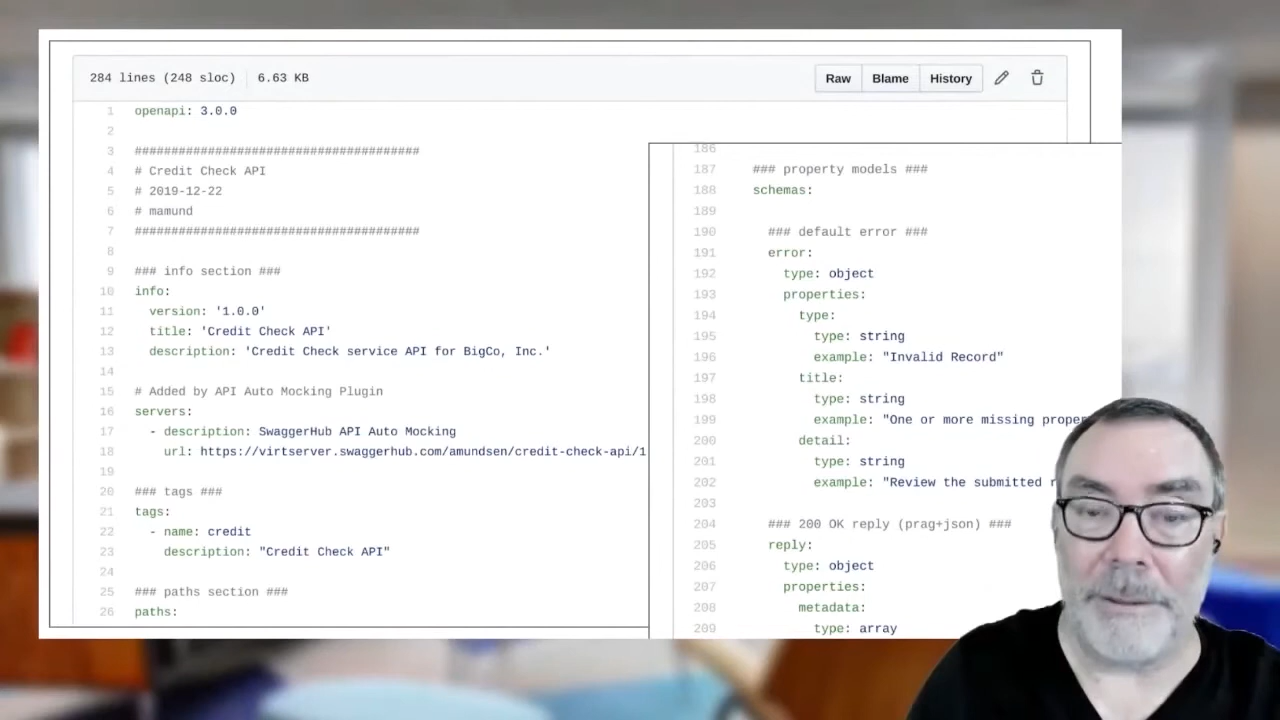 284 lines (248 sloc) 6.63 KB
Raw Blame History
1 openapi: 3.0.0
2
3 #######################################
4 # Credit Check API
5 # 2019-12-22
6 # mamund
7 #######################################
8
9 ### info section ###
10 info:
11 version: '1.0.0'
12 title: 'Credit Check API'
13 description: 'Credit Check service API for BigCo, Inc.'
14
15 # Added by API Auto Mocking Plugin
16 servers:
17 - description: SwaggerHub API Auto Mocking
18 url: https://virtserver.swaggerhub.com/amundsen/credit-check-api/1
19
20 ### tags ###
21 tags:
22 - name: credit
23 description: "Credit Check API"
24
25 ### paths section ###
26 paths:
186
187 ### property models ###
188 schemas:
189
190 ### default error ###
191 error:
192 type: object
193 properties:
194 type:
195 type: string
196 example: "Invalid Record"
197 title:
198 type: string
199 example: "One or more missing proper
200 detail:
201 type: string
202 example: "Review the submitted
203
204 ### 200 OK reply (prag+json) ###
205 reply:
206 type: object
207 properties:
208 metadata:
209 type: array